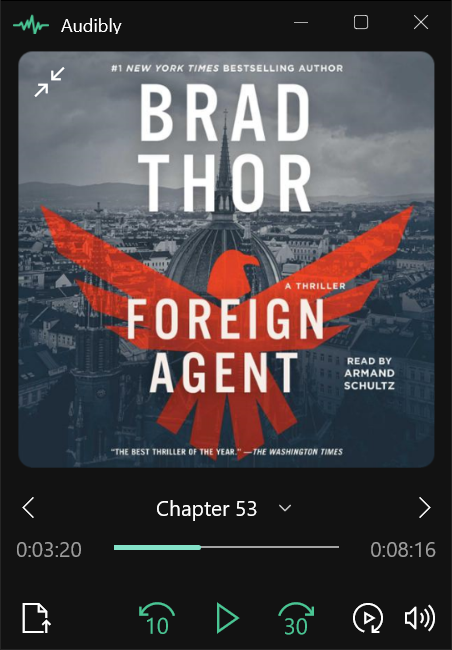 Audibly
#1 NEW YORK TIMES BESTSELLING AUTHOR
BRAD
THOR
A THRILLER
FOREIGN
AGENT
READ BY
ARMAND
SCHULTZ
"THE BEST THRILLER OF THE YEAR." —THE WASHINGTON TIMES
Chapter 53
0:03:20
0:08:16
10
30